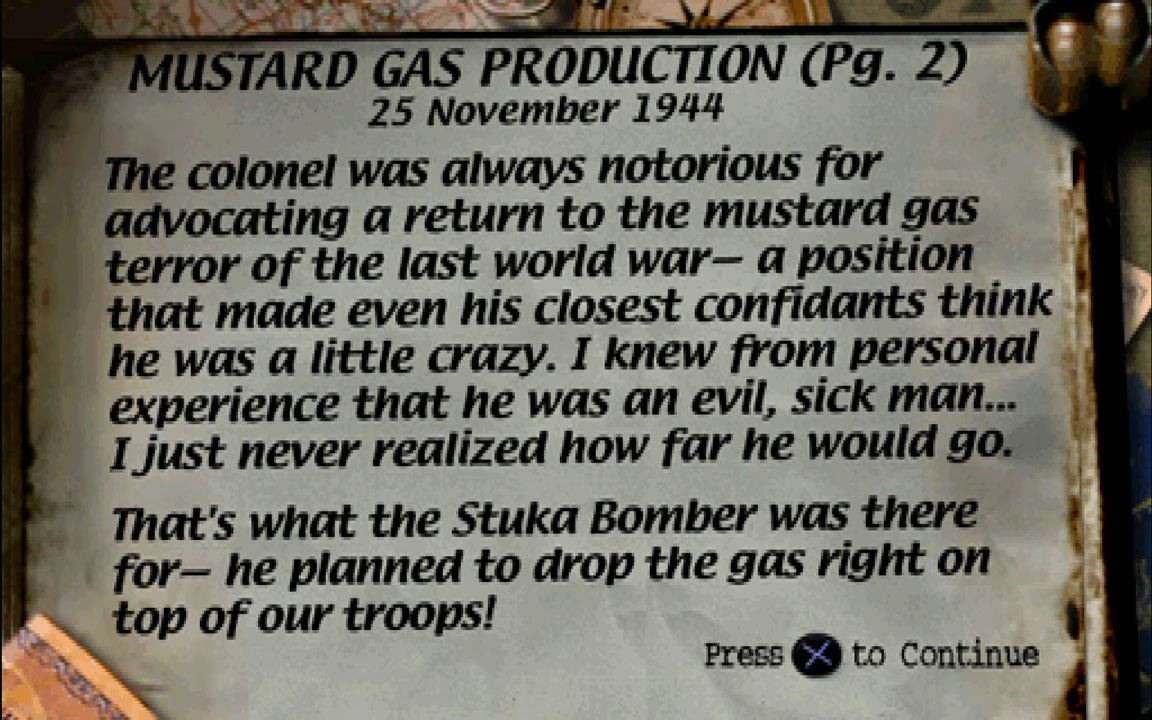 MUSTARD GAS PRODUCTION (Pg. 2)
25 November 1944
The colonel was always notorious for
advocating a return to the mustard gas
terror of the last world war— a position
that made even his closest confidants think
he was a little crazy. I knew from personal
experience that he was an evil, sick man...
I just never realized how far he would go.
That's what the Stuka Bomber was there
for— he planned to drop the gas right on
top of our troops!
Press X to Continue